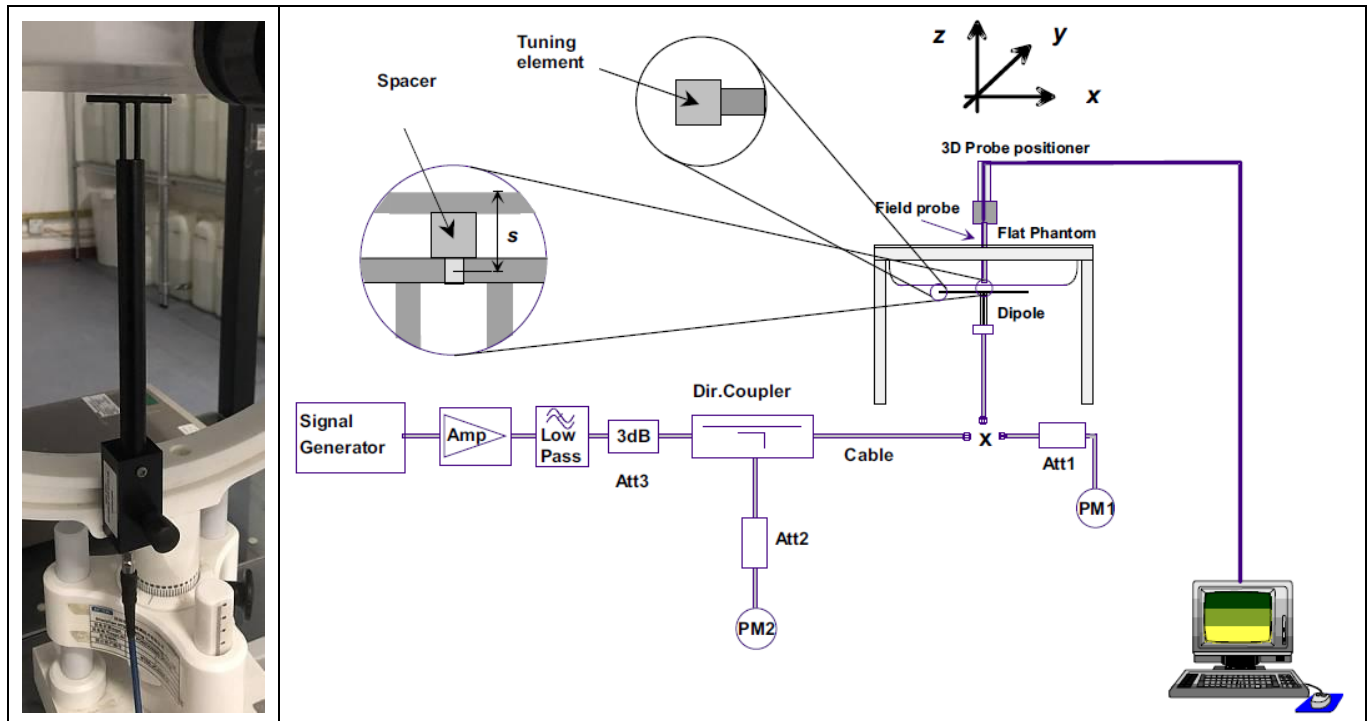 Tuning
element
Spacer
s
z
y
x
3D Probe positioner
Field probe
Flat Phantom
Dipole
Dir.Coupler
Signal
Generator
Amp
Low
Pass
3dB
Att3
Cable
x
Att1
PM1
Att2
PM2